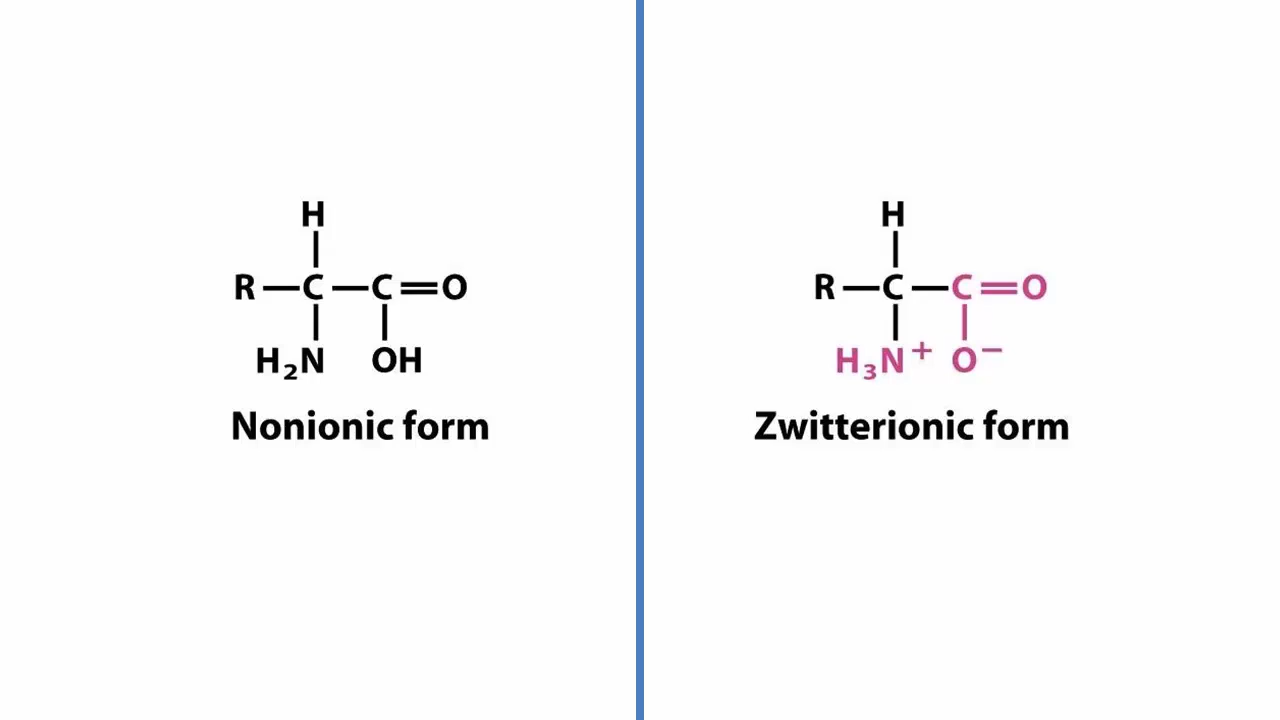 H
R—C—C=O
H₂N OH
Nonionic form
H
R—C—C=O
H₃N⁺ O⁻
Zwitterionic form